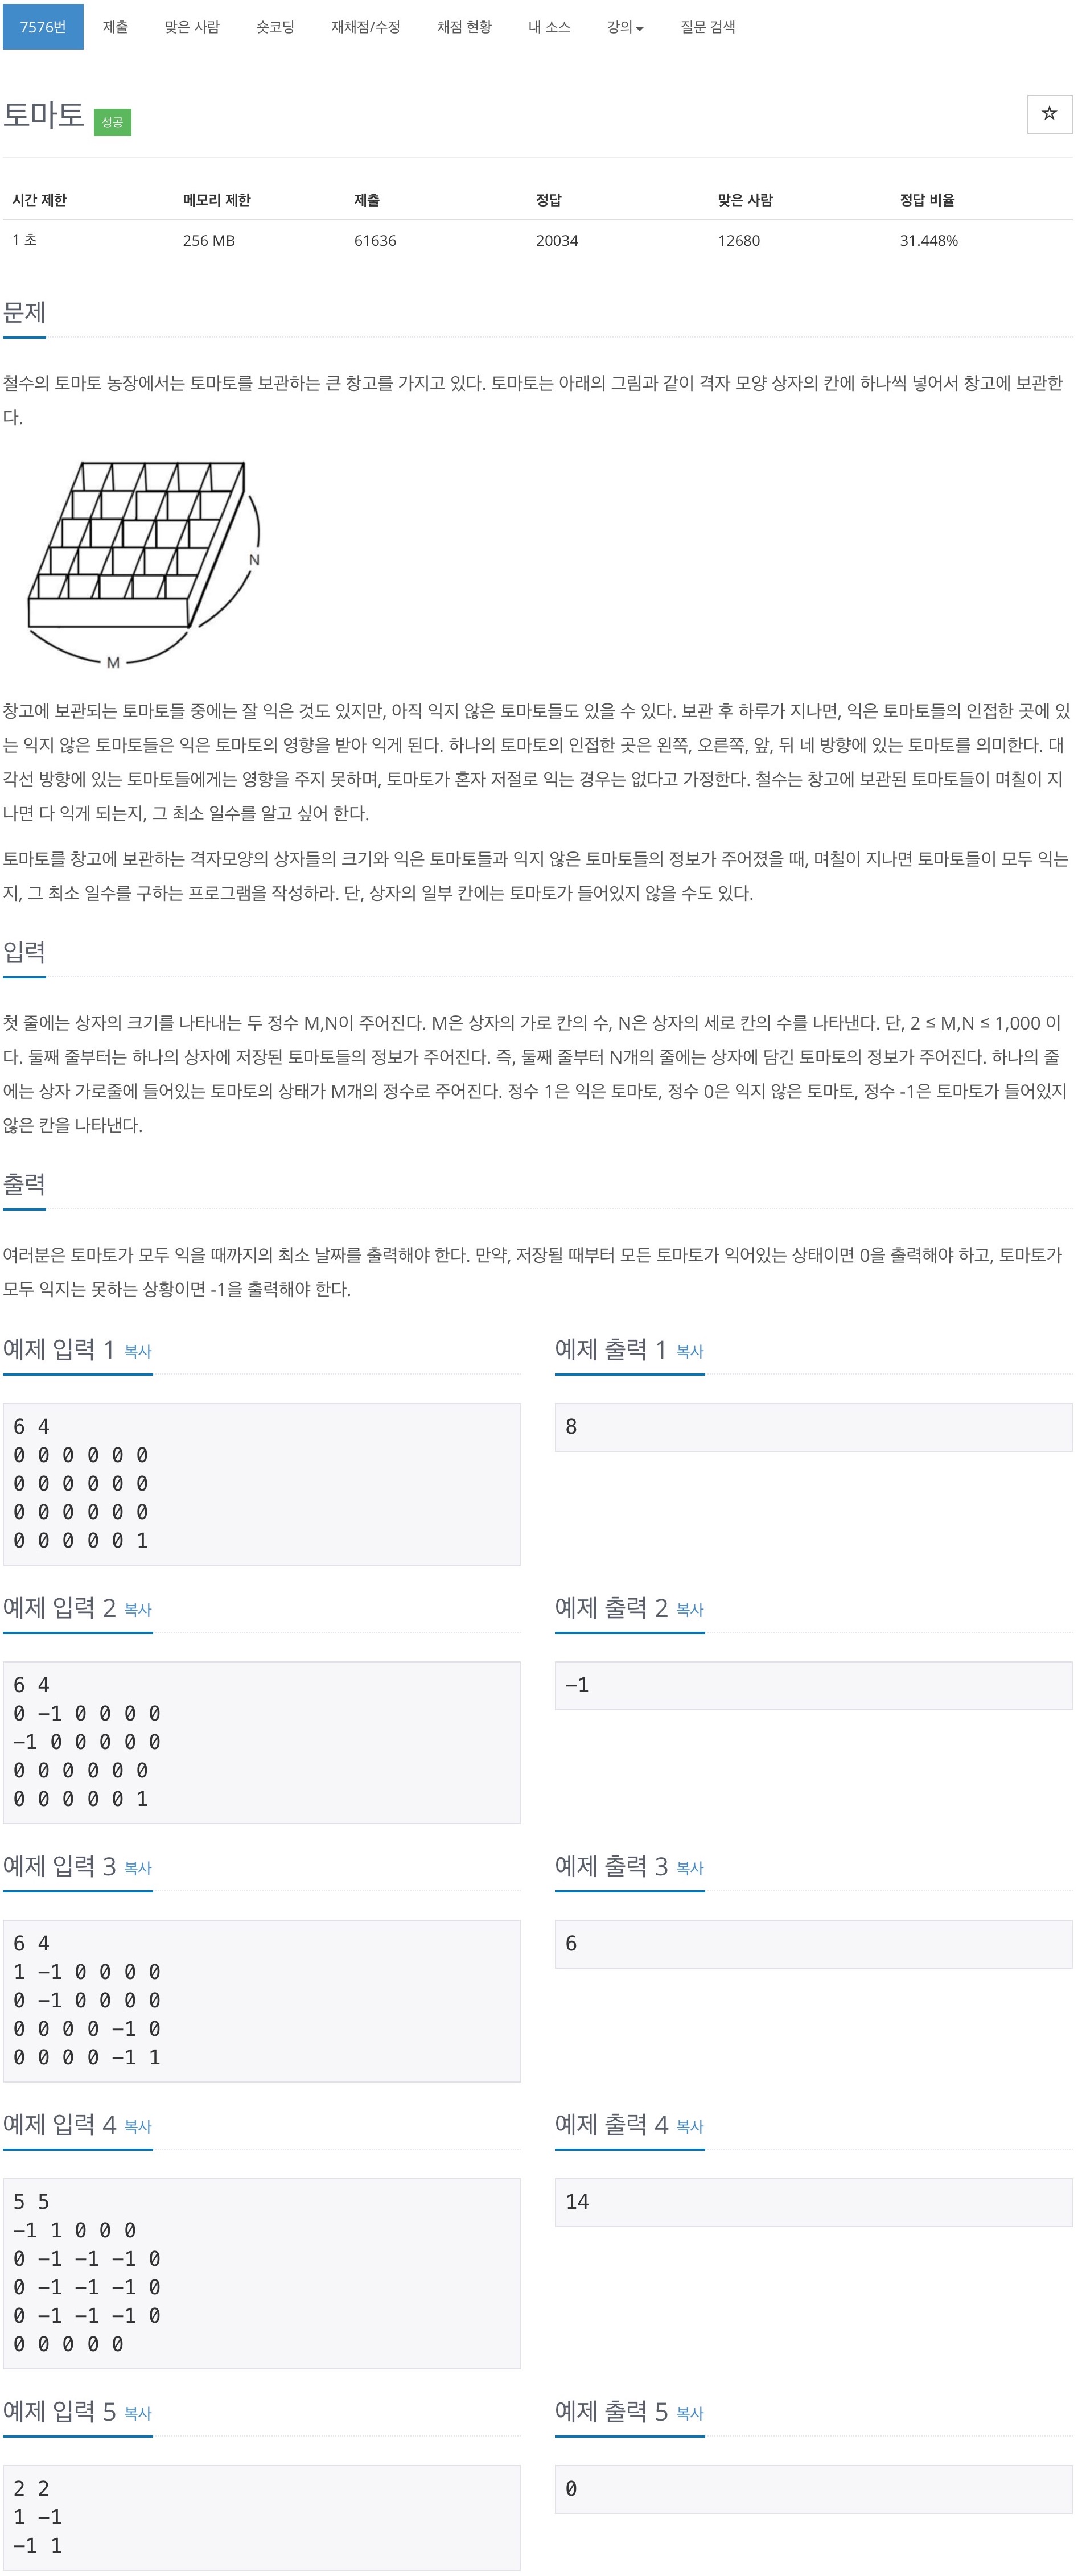 7576번 제출 맞은 사람 숏코딩 재채점/수정 채점 현황 내 소스 강의 질문 검색
토마토 성공
시간 제한 메모리 제한 제출 정답 맞은 사람 정답 비율
1 초 256 MB 61636 20034 12680 31.448%
문제
철수의 토마토 농장에서는 토마토를 보관하는 큰 창고를 가지고 있다. 토마토는 아래의 그림과 같이 격자 모양 상자의 칸에 하나씩 넣어서 창고에 보관한
다.
N
M
창고에 보관되는 토마토들 중에는 잘 익은 것도 있지만, 아직 익지 않은 토마토들도 있을 수 있다. 보관 후 하루가 지나면, 익은 토마토들의 인접한 곳에 있
는 익지 않은 토마토들은 익은 토마토의 영향을 받아 익게 된다. 하나의 토마토의 인접한 곳은 왼쪽, 오른쪽, 앞, 뒤 네 방향에 있는 토마토를 의미한다. 대
각선 방향에 있는 토마토들에게는 영향을 주지 못하며, 토마토가 혼자 저절로 익는 경우는 없다고 가정한다. 철수는 창고에 보관된 토마토들이 며칠이 지
나면 다 익게 되는지, 그 최소 일수를 알고 싶어 한다.
토마토를 창고에 보관하는 격자모양의 상자들의 크기와 익은 토마토들과 익지 않은 토마토들의 정보가 주어졌을 때, 며칠이 지나면 토마토들이 모두 익는
지, 그 최소 일수를 구하는 프로그램을 작성하라. 단, 상자의 일부 칸에는 토마토가 들어있지 않을 수도 있다.
입력
첫 줄에는 상자의 크기를 나타내는 두 정수 M,N이 주어진다. M은 상자의 가로 칸의 수, N은 상자의 세로 칸의 수를 나타낸다. 단, 2 ≤ M,N ≤ 1,000 이
다. 둘째 줄부터는 하나의 상자에 저장된 토마토들의 정보가 주어진다. 즉, 둘째 줄부터 N개의 줄에는 상자에 담긴 토마토의 정보가 주어진다. 하나의 줄
에는 상자 가로줄에 들어있는 토마토의 상태가 M개의 정수로 주어진다. 정수 1은 익은 토마토, 정수 0은 익지 않은 토마토, 정수 -1은 토마토가 들어있지
않은 칸을 나타낸다.
출력
여러분은 토마토가 모두 익을 때까지의 최소 날짜를 출력해야 한다. 만약, 저장될 때부터 모든 토마토가 익어있는 상태이면 0을 출력해야 하고, 토마토가
모두 익지는 못하는 상황이면 -1을 출력해야 한다.
예제 입력 1 복사
6 4
0 0 0 0 0 0
0 0 0 0 0 0
0 0 0 0 0 0
0 0 0 0 0 1
예제 출력 1 복사
8
예제 입력 2 복사
6 4
0 -1 0 0 0 0
-1 0 0 0 0 0
0 0 0 0 0 0
0 0 0 0 0 1
예제 출력 2 복사
-1
예제 입력 3 복사
6 4
1 -1 0 0 0 0
0 -1 0 0 0 0
0 0 0 0 -1 0
0 0 0 0 -1 1
예제 출력 3 복사
6
예제 입력 4 복사
5 5
-1 1 0 0 0
0 -1 -1 -1 0
0 -1 -1 -1 0
0 -1 -1 -1 0
0 0 0 0 0
예제 출력 4 복사
14
예제 입력 5 복사
2 2
1 -1
-1 1
예제 출력 5 복사
0